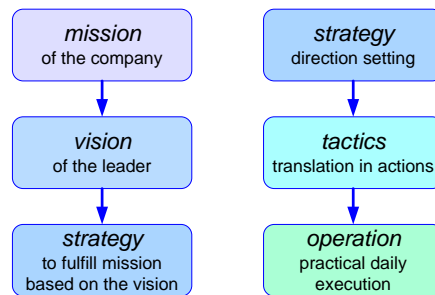 mission
of the company
vision
of the leader
strategy
to fulfill mission
based on the vision
strategy
direction setting
tactics
translation in actions
operation
practical daily
execution